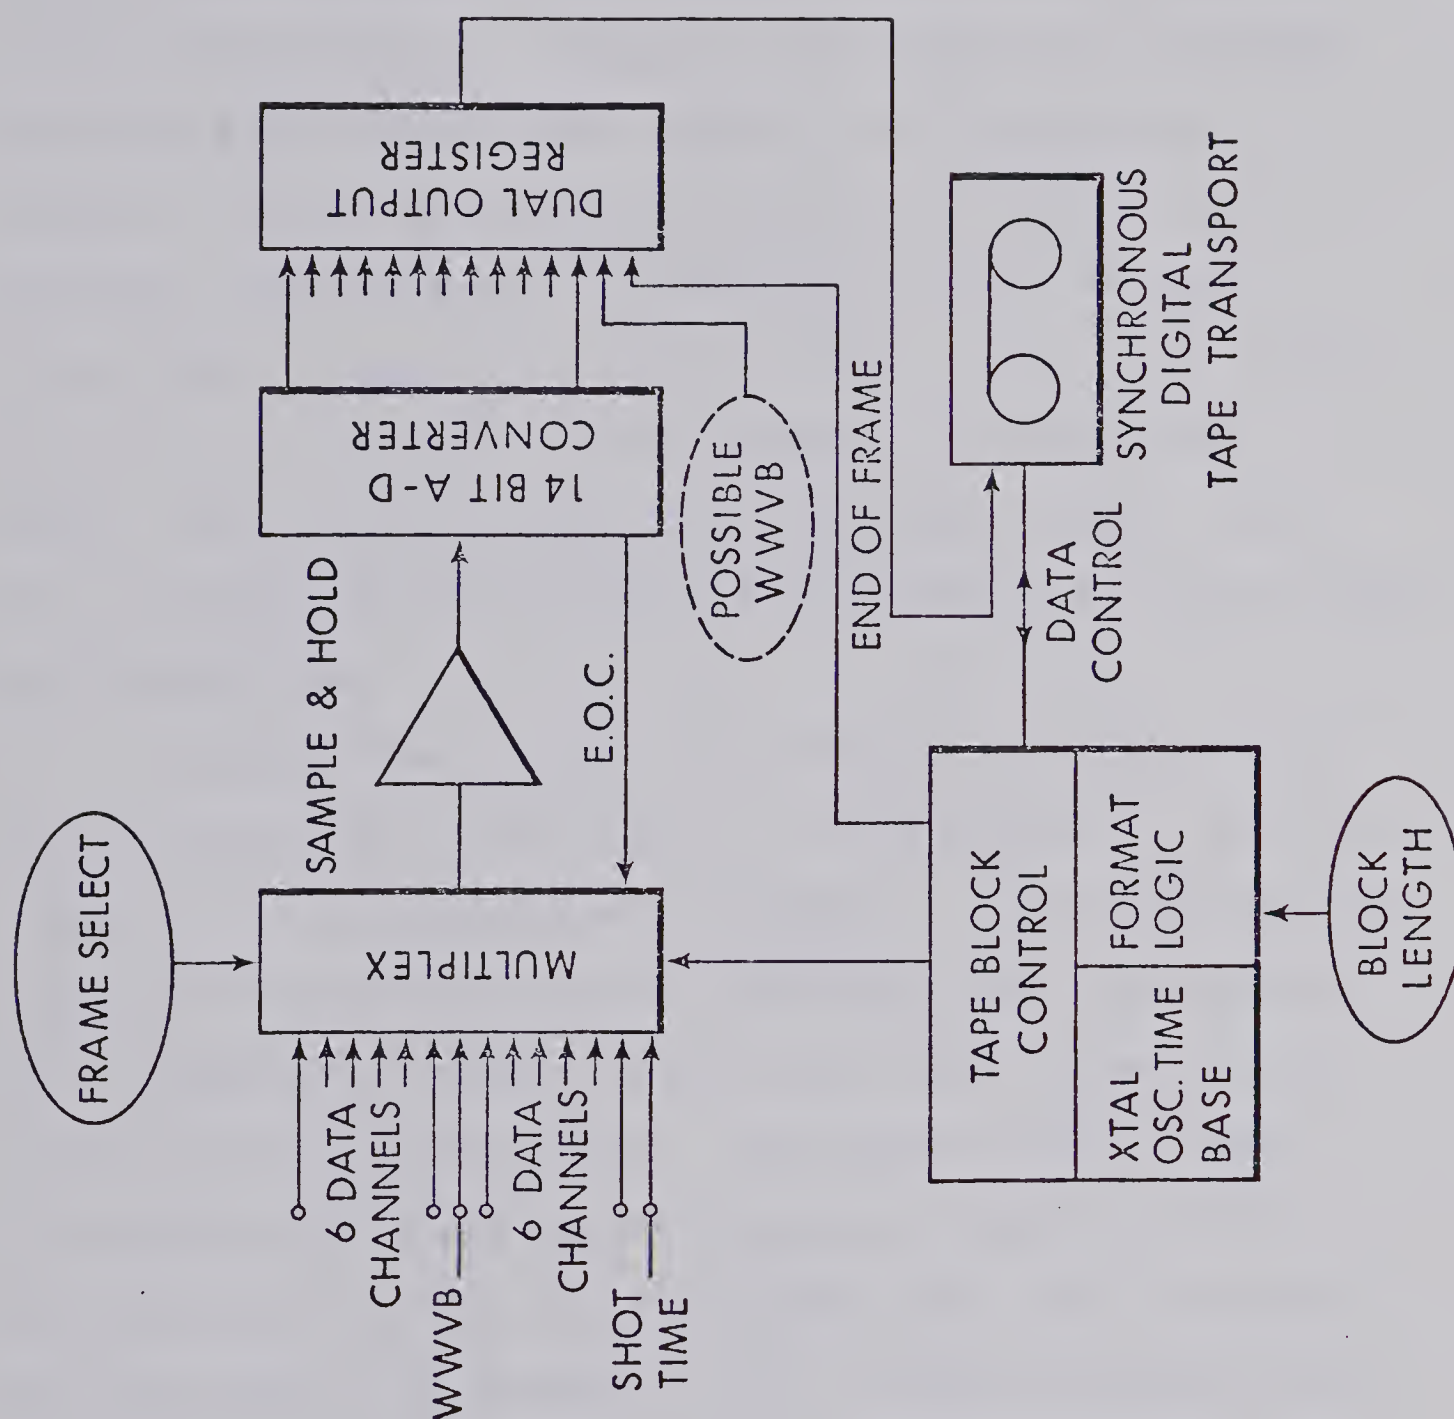 FRAME SELECT
6 DATA
CHANNELS
WWVB
6 DATA
CHANNELS
SHOT
TIME
MULTIPLEX
SAMPLE & HOLD
E.O.C.
14 BIT A-D
CONVERTER
DUAL OUTPUT
REGISTER
POSSIBLE
WWVB
END OF FRAME
TAPE BLOCK
CONTROL
XTAL
OSC. TIME
BASE
FORMAT
LOGIC
BLOCK
LENGTH
DATA
CONTROL
SYNCHRONOUS
DIGITAL
TAPE TRANSPORT